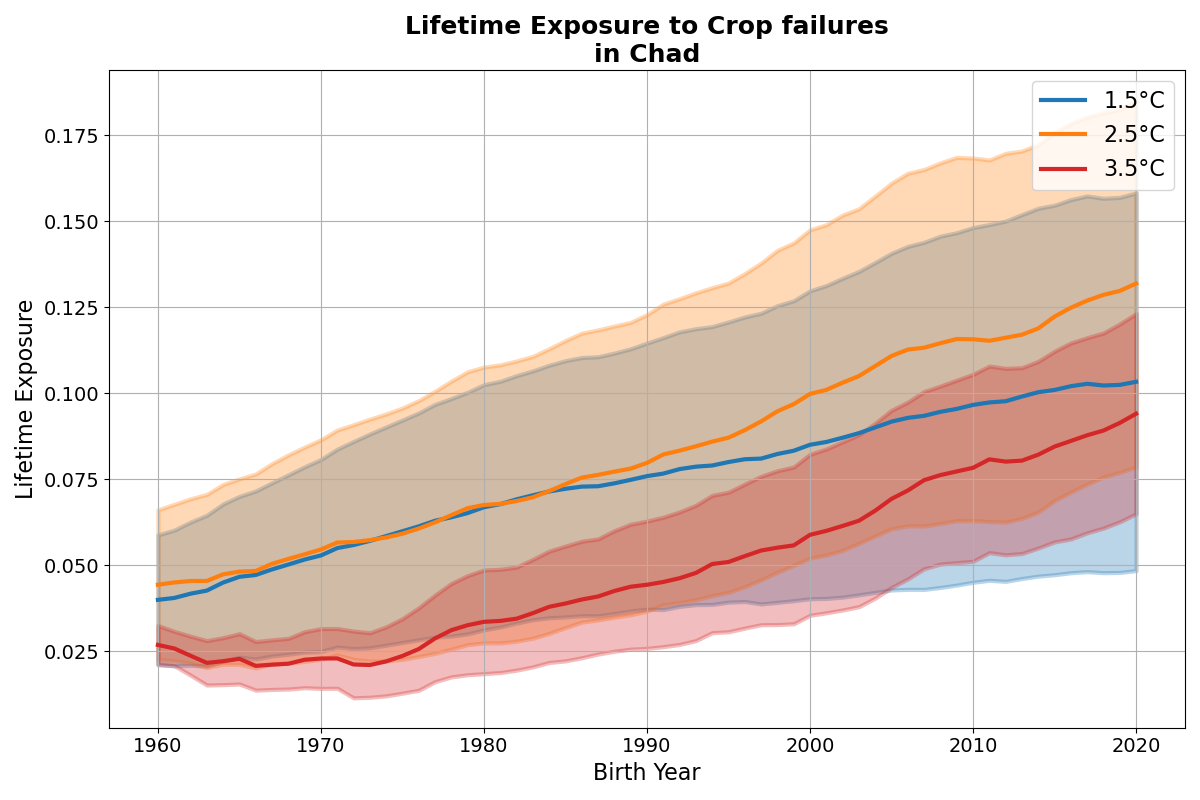 Lifetime Exposure to Crop failures
in Chad
1.5°C
2.5°C
3.5°C
Lifetime Exposure
0.175
0.150
0.125
0.100
0.075
0.050
0.025
1960 1970 1980 1990 2000 2010 2020
Birth Year